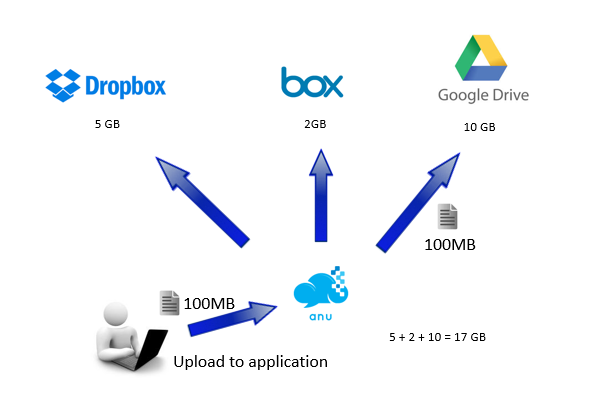 Dropbox
box
Google Drive
5 GB
2GB
10 GB
100MB
100MB
anu
Upload to application
5 + 2 + 10 = 17 GB